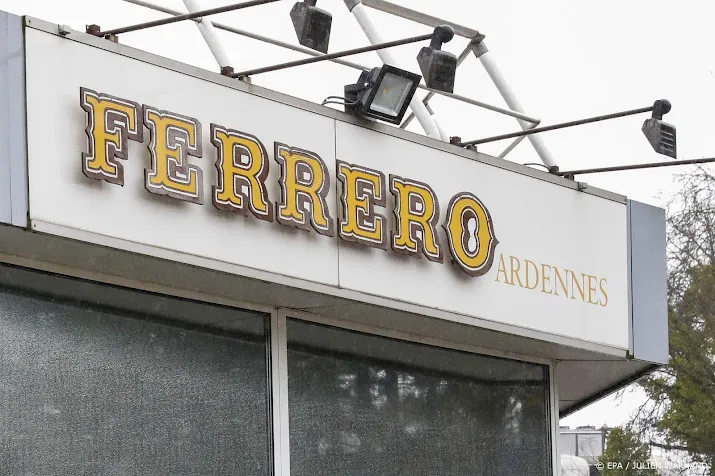 FERRERO
ARDENNES
© EPA / JULIEN WARNAND